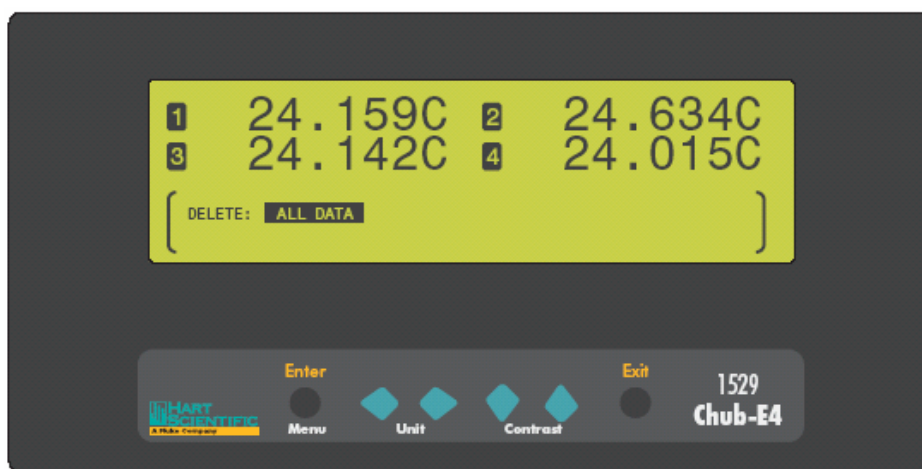 1 24.159C 2 24.634C
3 24.142C 4 24.015C
DELETE: ALL DATA
Enter Exit
1529
HART
SCIENTIFIC
A Fluke Company
Menu Unit Contrast
Chub-E4